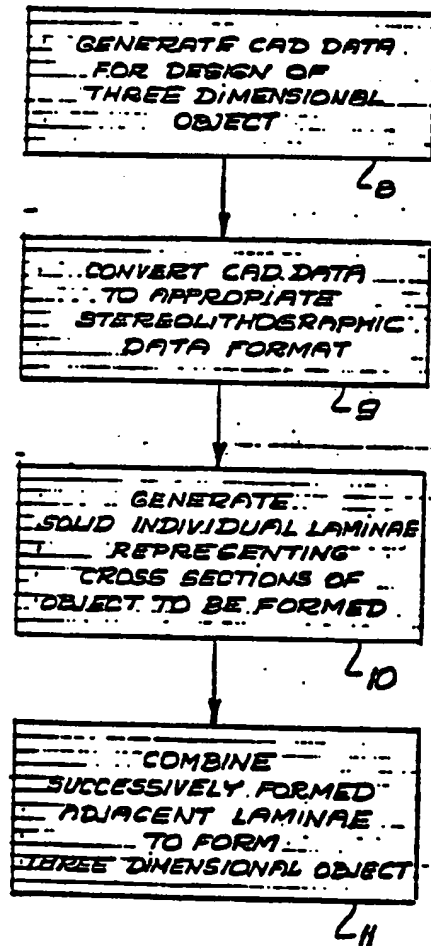 GENERATE CAD DATA
FOR DESIGN OF
THREE DIMENSIONAL
OBJECT
8
CONVERT CAD DATA
TO APPROPIATE
STEREOLITHOGRAPHIC
DATA FORMAT
9
GENERATE
SOLID INDIVIDUAL LAMINAE
REPRESENTING
CROSS SECTIONS OF
OBJECT TO BE FORMED
10
COMBINE
SUCCESSIVELY FORMED
ADJACENT LAMINAE
TO FORM
THREE DIMENSIONAL OBJECT
11